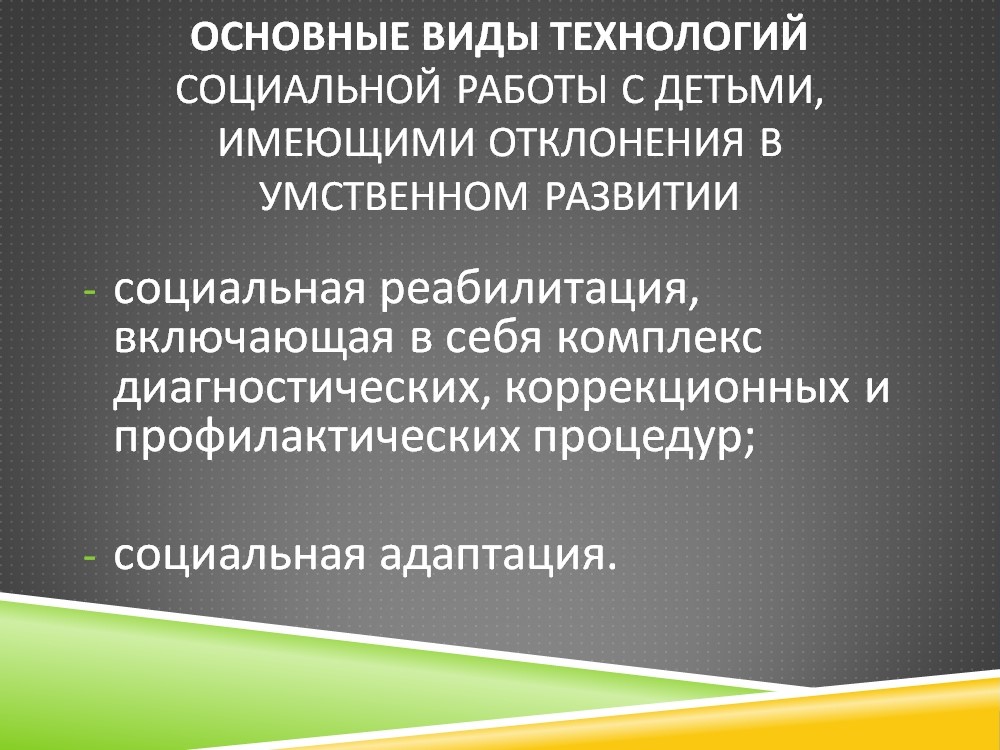 ОСНОВНЫЕ ВИДЫ ТЕХНОЛОГИЙ
СОЦИАЛЬНОЙ РАБОТЫ С ДЕТЬМИ,
ИМЕЮЩИМИ ОТКЛОНЕНИЯ В
УМСТВЕННОМ РАЗВИТИИ
- социальная реабилитация,
включающая в себя комплекс
диагностических, коррекционных и
профилактических процедур;
- социальная адаптация.